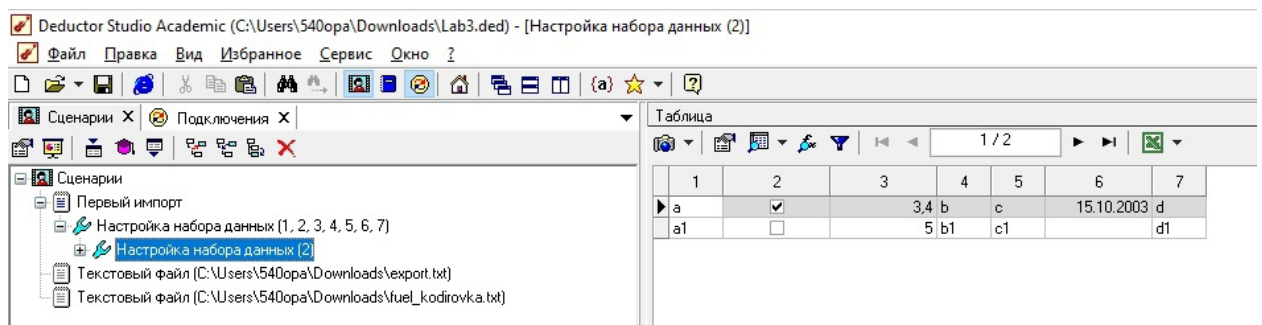 Deductor Studio Academic (C:\Users\540opa\Downloads\Lab3.ded) - [Настройка набора данных (2)]
Файл Правка Вид Избранное Сервис Окно ?
{a}
Сценарии X Подключения X
Таблица
1 / 2
Сценарии
Первый импорт
Настройка набора данных (1, 2, 3, 4, 5, 6, 7)
Настройка набора данных (2)
Текстовый файл (C:\Users\540opa\Downloads\export.txt)
Текстовый файл (C:\Users\540opa\Downloads\fuel_kodirovka.txt)
1 2 3 4 5 6 7
a 3,4 b c 15.10.2003 d
a1 5 b1 c1 d1